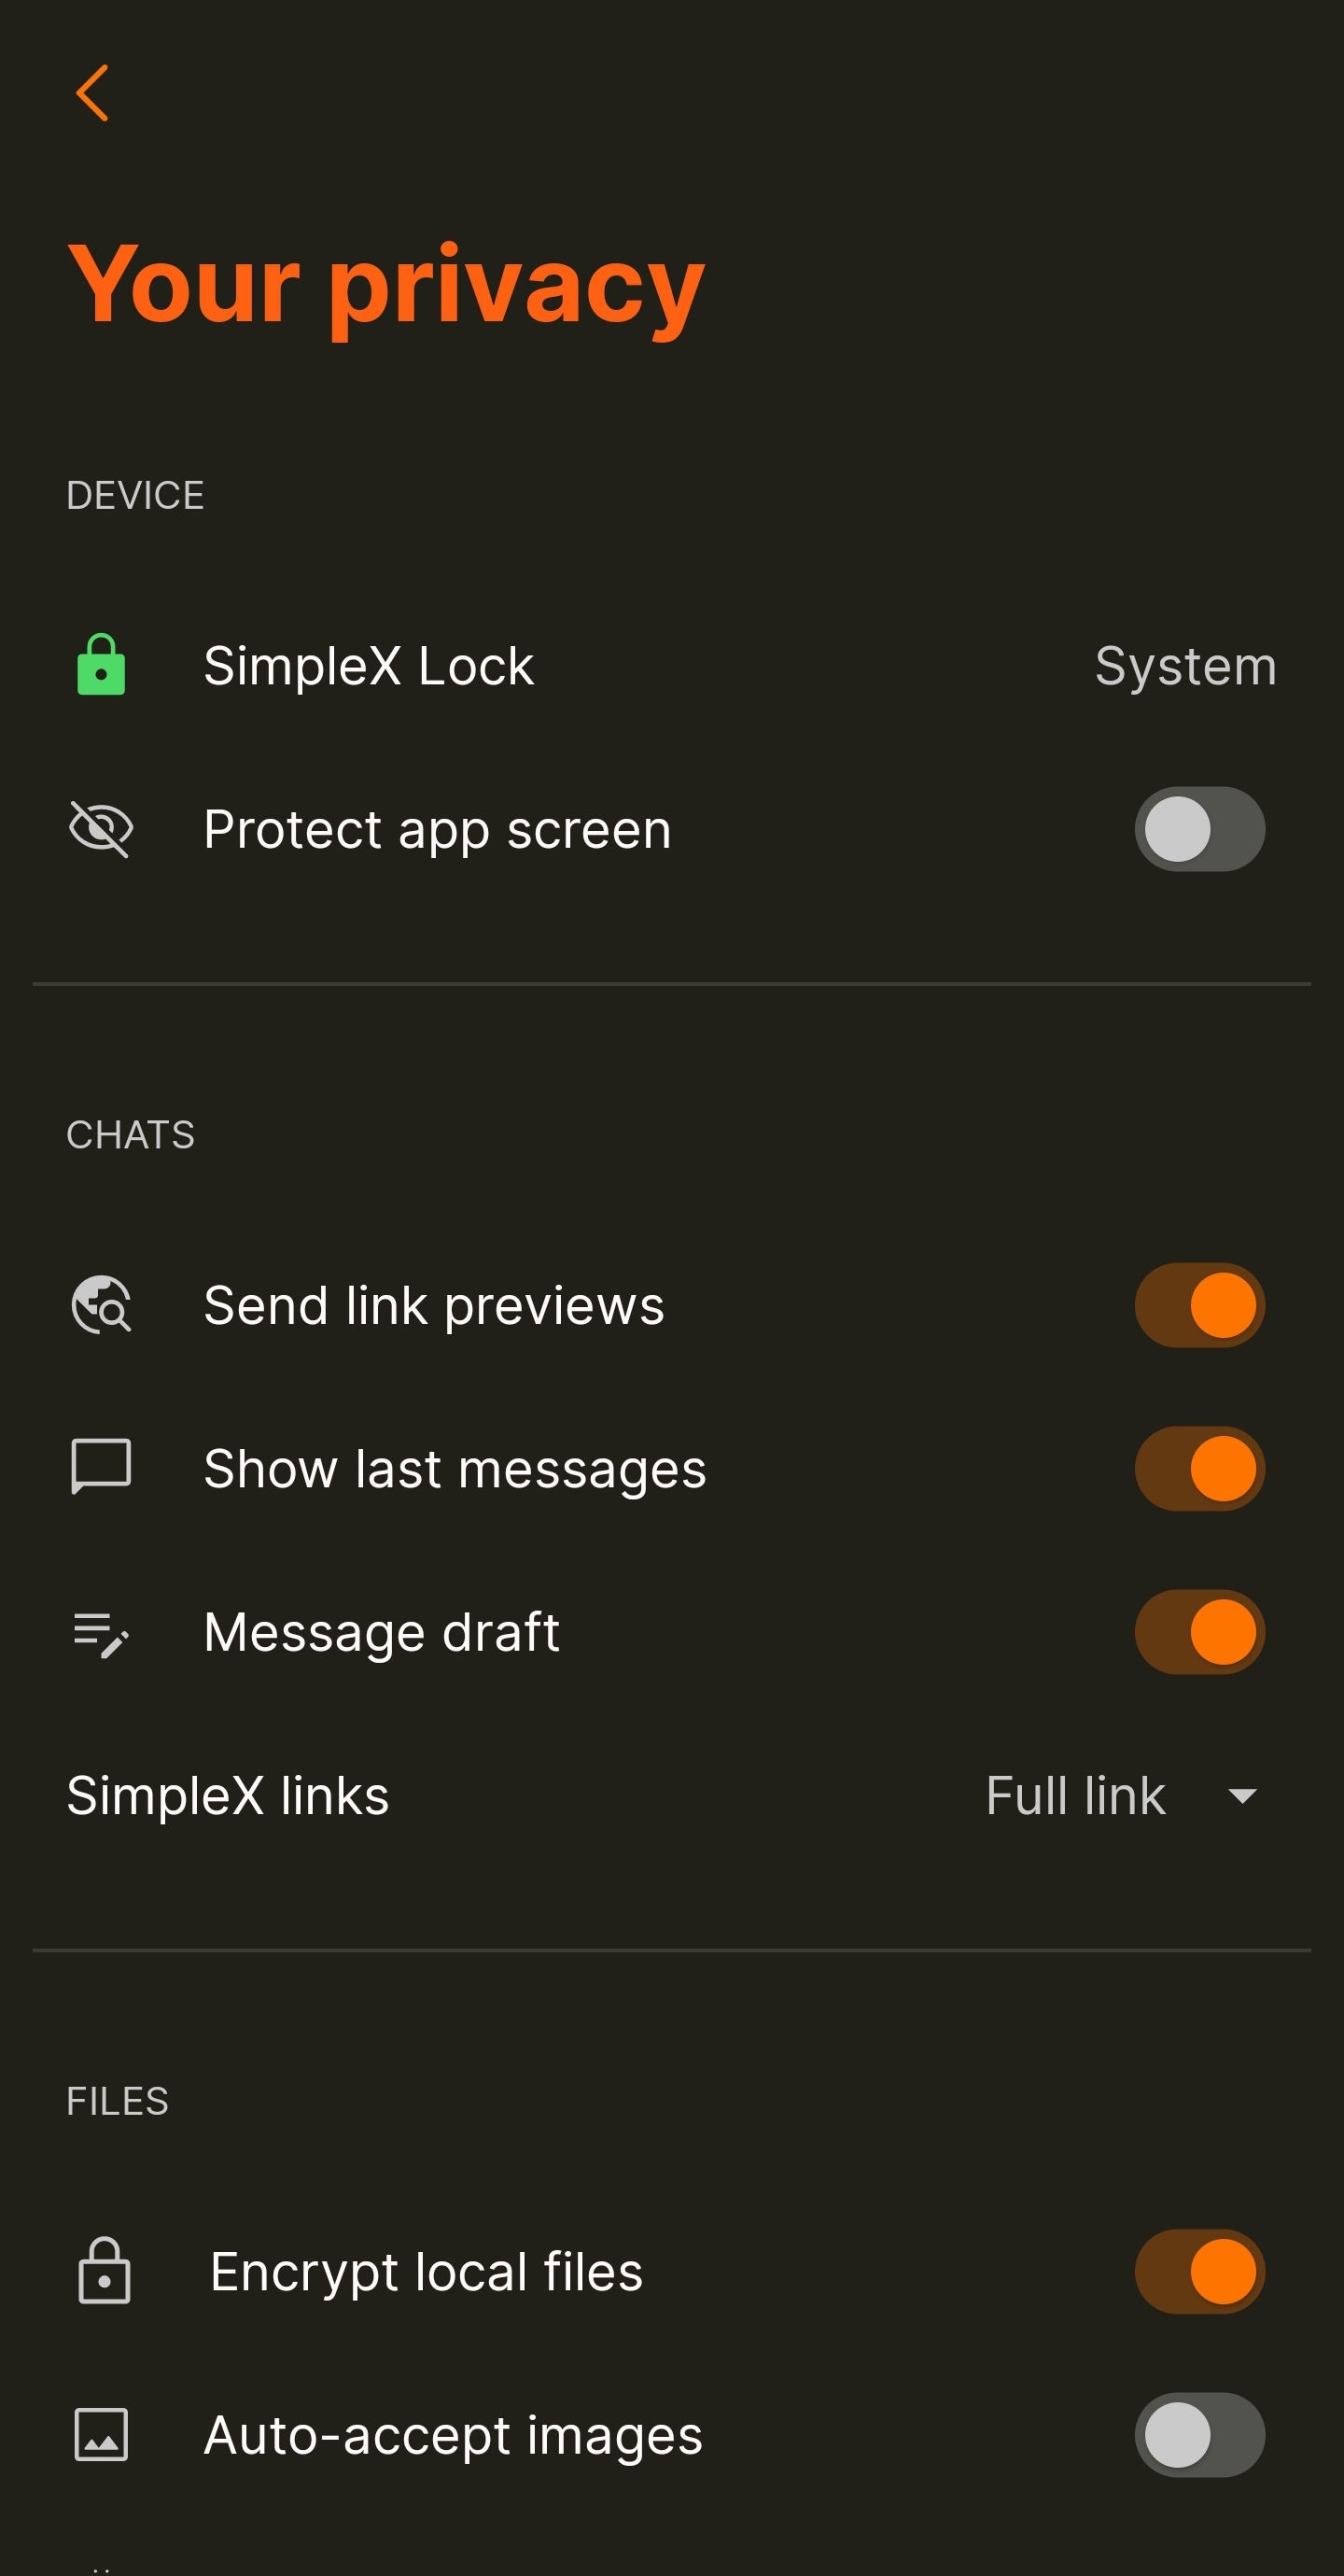 Your privacy
DEVICE
SimpleX Lock System
Protect app screen
CHATS
Send link previews
Show last messages
Message draft
SimpleX links Full link
FILES
Encrypt local files
Auto-accept images